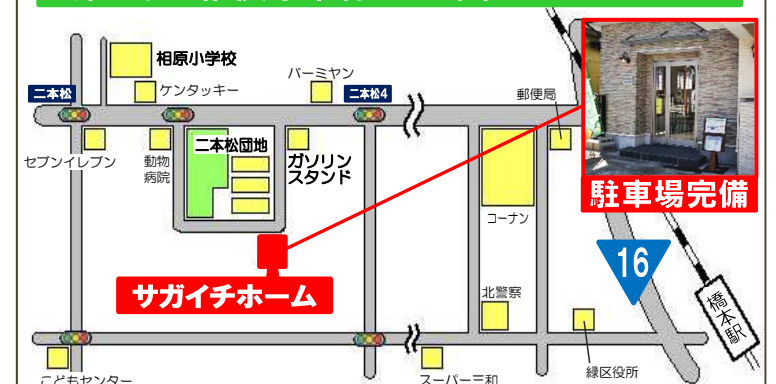 相原小学校
ケンタッキー
バーミヤン
郵便局
二本松
二本松4
セブンイレブン
動物
病院
二本松団地
ガソリン
スタンド
コーナン
駐車場完備
16
サガイチホーム
北警察
橋本駅
緑区役所
こどもセンター
スーパー三和